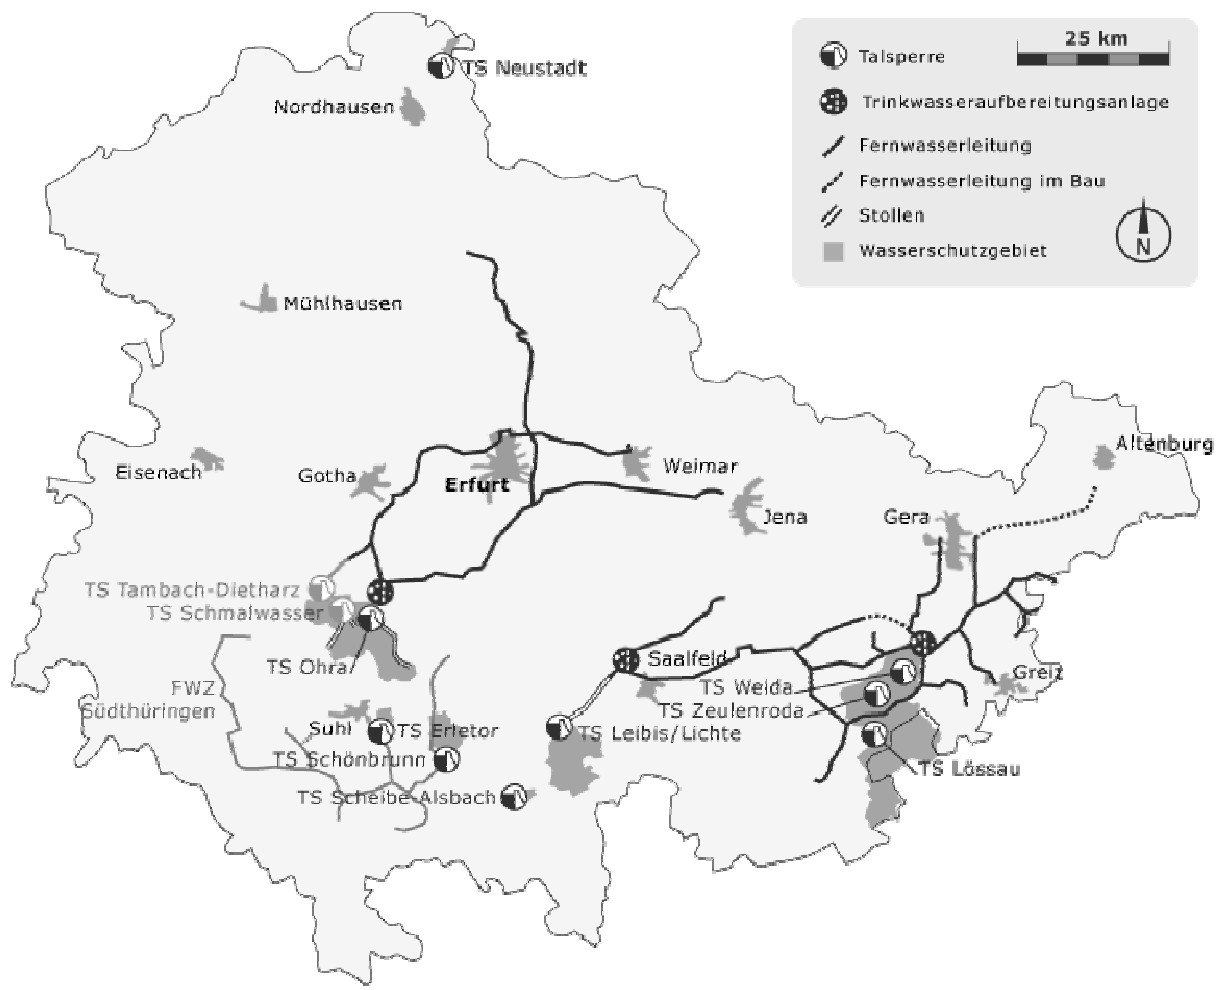 TS Neustadt
Nordhausen
25 km
Talsperre
Trinkwasseraufbereitungsanlage
Fernwasserleitung
Fernwasserleitung im Bau
Stollen
Wasserschutzgebiet
N
Mühlhausen
Altenburg
Eisenach
Gotha
Erfurt
Weimar
Jena
Gera
TS Tambach-Dietharz
TS Schmalwasser
TS Ohra
Saalfeld
Greiz
FWZ
Südthüringen
TS Weida
TS Zeulenroda
Suhl
TS Erletor
TS Leibis/Lichte
TS Schönbrunn
TS Lössau
TS Scheibe-Alsbach